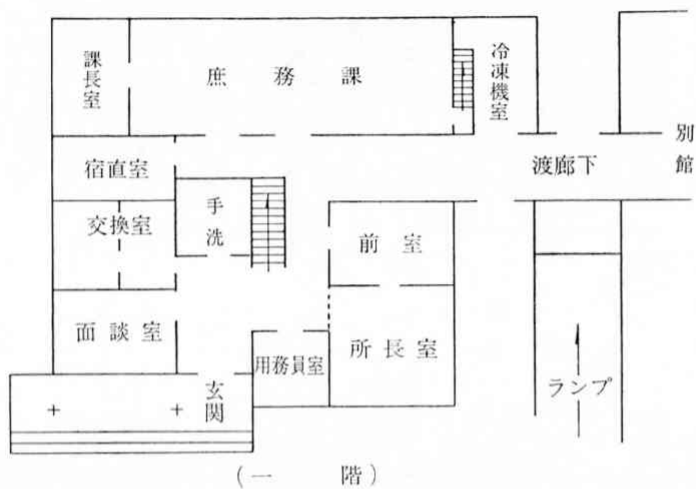 課長室
庶務課
冷凍機室
別館
宿直室
渡廊下
交換室
手洗
前室
面談室
用務員室
所長室
玄関
ランプ
(一階)